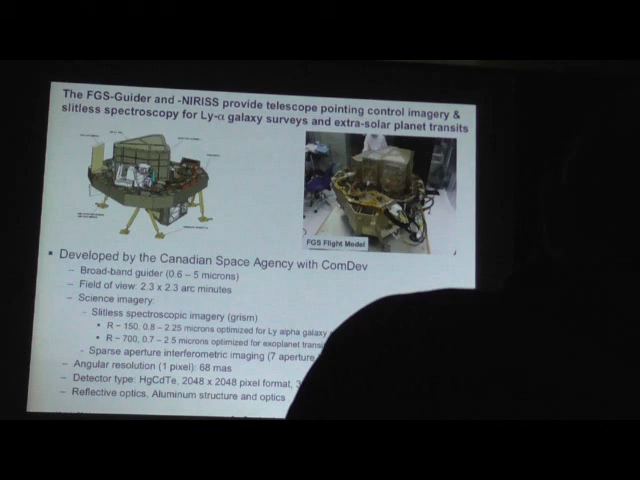 The FGS-Guider and -NIRISS provide telescope pointing control imagery &
slitless spectroscopy for Ly-α galaxy surveys and extra-solar planet transits
FGS Flight Model
▪ Developed by the Canadian Space Agency with ComDev
– Broad-band guider (0.6 – 5 microns)
– Field of view: 2.3 x 2.3 arc minutes
– Science imagery:
- Slitless spectroscopic imagery (grism)
• R ~ 150, 0.8 – 2.25 microns optimized for Ly alpha galaxy
• R ~ 700, 0.7 – 2.5 microns optimized for exoplanet
- Sparse aperture interferometric imaging (7 aperture
– Angular resolution (1 pixel): 68 mas
– Detector type: HgCdTe, 2048 x 2048 pixel format,
– Reflective optics, Aluminum structure and optics